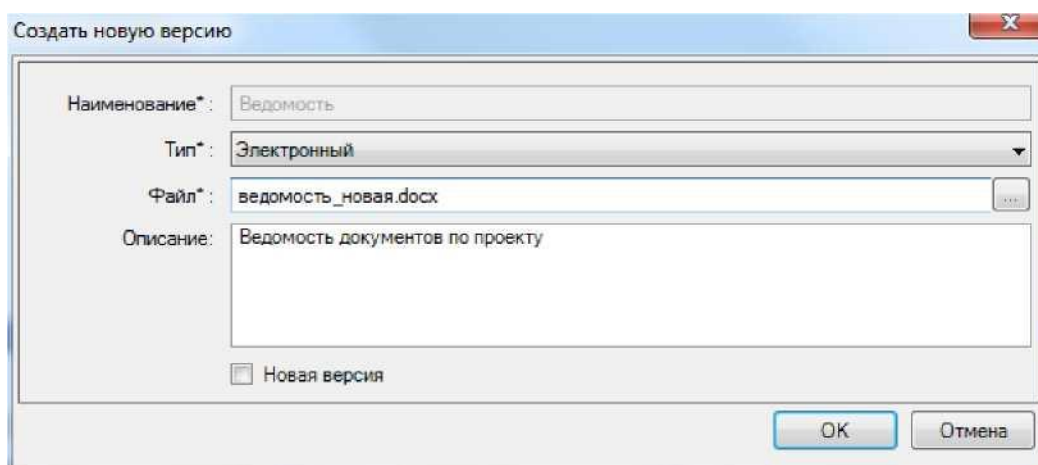 Создать новую версию
Наименование* : Ведомость
Тип* : Электронный
Файл* : ведомость_новая.docx ...
Описание: Ведомость документов по проекту
Новая версия
OK Отмена